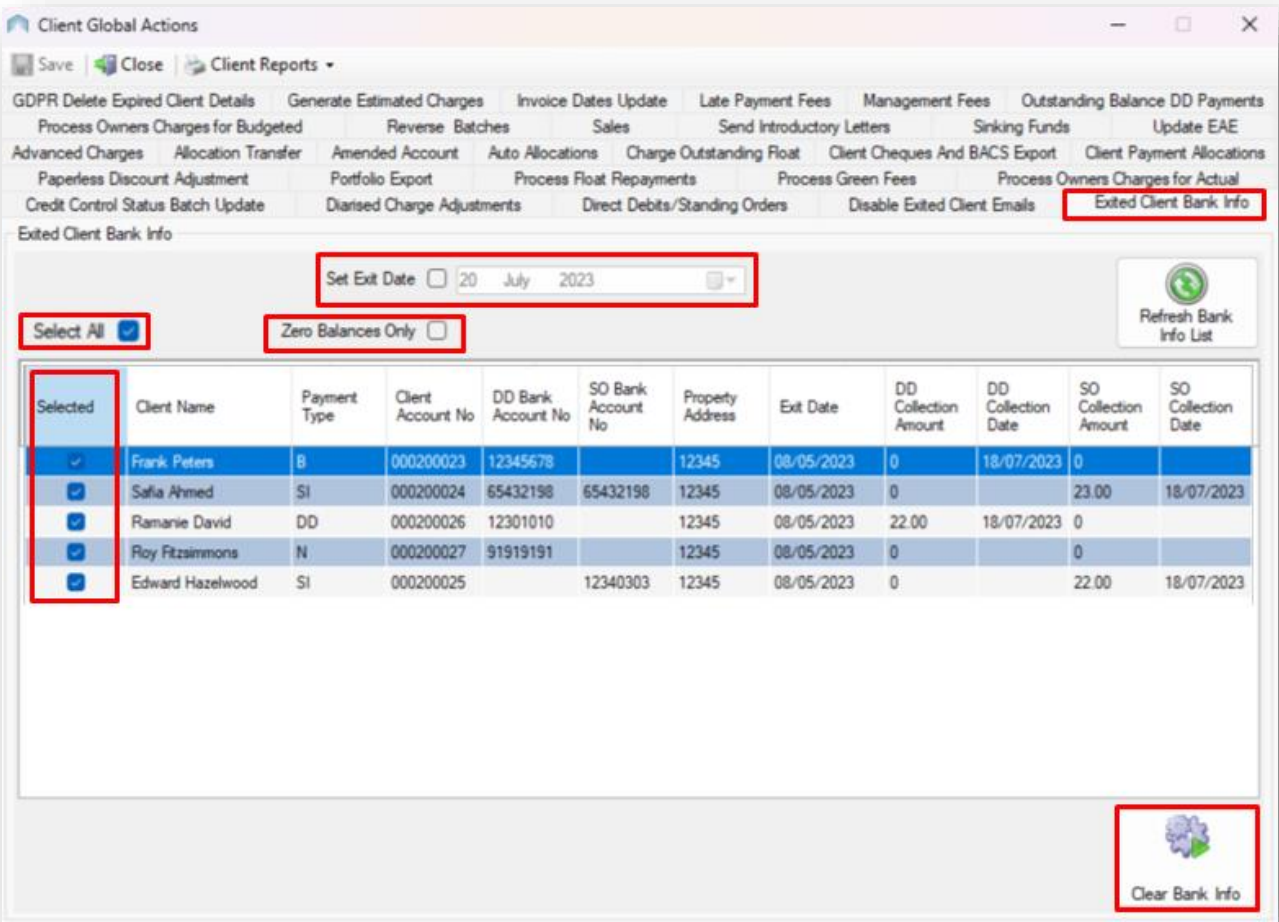 Client Global Actions
Save Close Client Reports
GDPR Delete Expired Client Details Generate Estimated Charges Invoice Dates Update Late Payment Fees Management Fees Outstanding Balance DD Payments
Process Owners Charges for Budgeted Reverse Batches Sales Send Introductory Letters Sinking Funds Update EAE
Advanced Charges Allocation Transfer Amended Account Auto Allocations Charge Outstanding Float Client Cheques And BACS Export Client Payment Allocations
Paperless Discount Adjustment Portfolio Export Process Float Repayments Process Green Fees Process Owners Charges for Actual
Credit Control Status Batch Update Diarised Charge Adjustments Direct Debits/Standing Orders Disable Exited Client Emails Exited Client Bank Info
Exited Client Bank Info
Set Exit Date 20 July 2023
Refresh Bank
Info List
Select All Zero Balances Only
Selected Client Name Payment Type Client Account No DD Bank Account No SO Bank Account No Property Address Exit Date DD Collection Amount DD Collection Date SO Collection Amount SO Collection Date
Frank Peters B 000200023 12345678 12345 08/05/2023 0 18/07/2023 0
Safia Ahmed SI 000200024 65432198 65432198 12345 08/05/2023 0 23.00 18/07/2023
Ramanie David DD 000200026 12301010 12345 08/05/2023 22.00 18/07/2023 0
Roy Fitzsimmons N 000200027 91919191 12345 08/05/2023 0 0
Edward Hazelwood SI 000200025 12340303 12345 08/05/2023 0 22.00 18/07/2023
Clear Bank Info